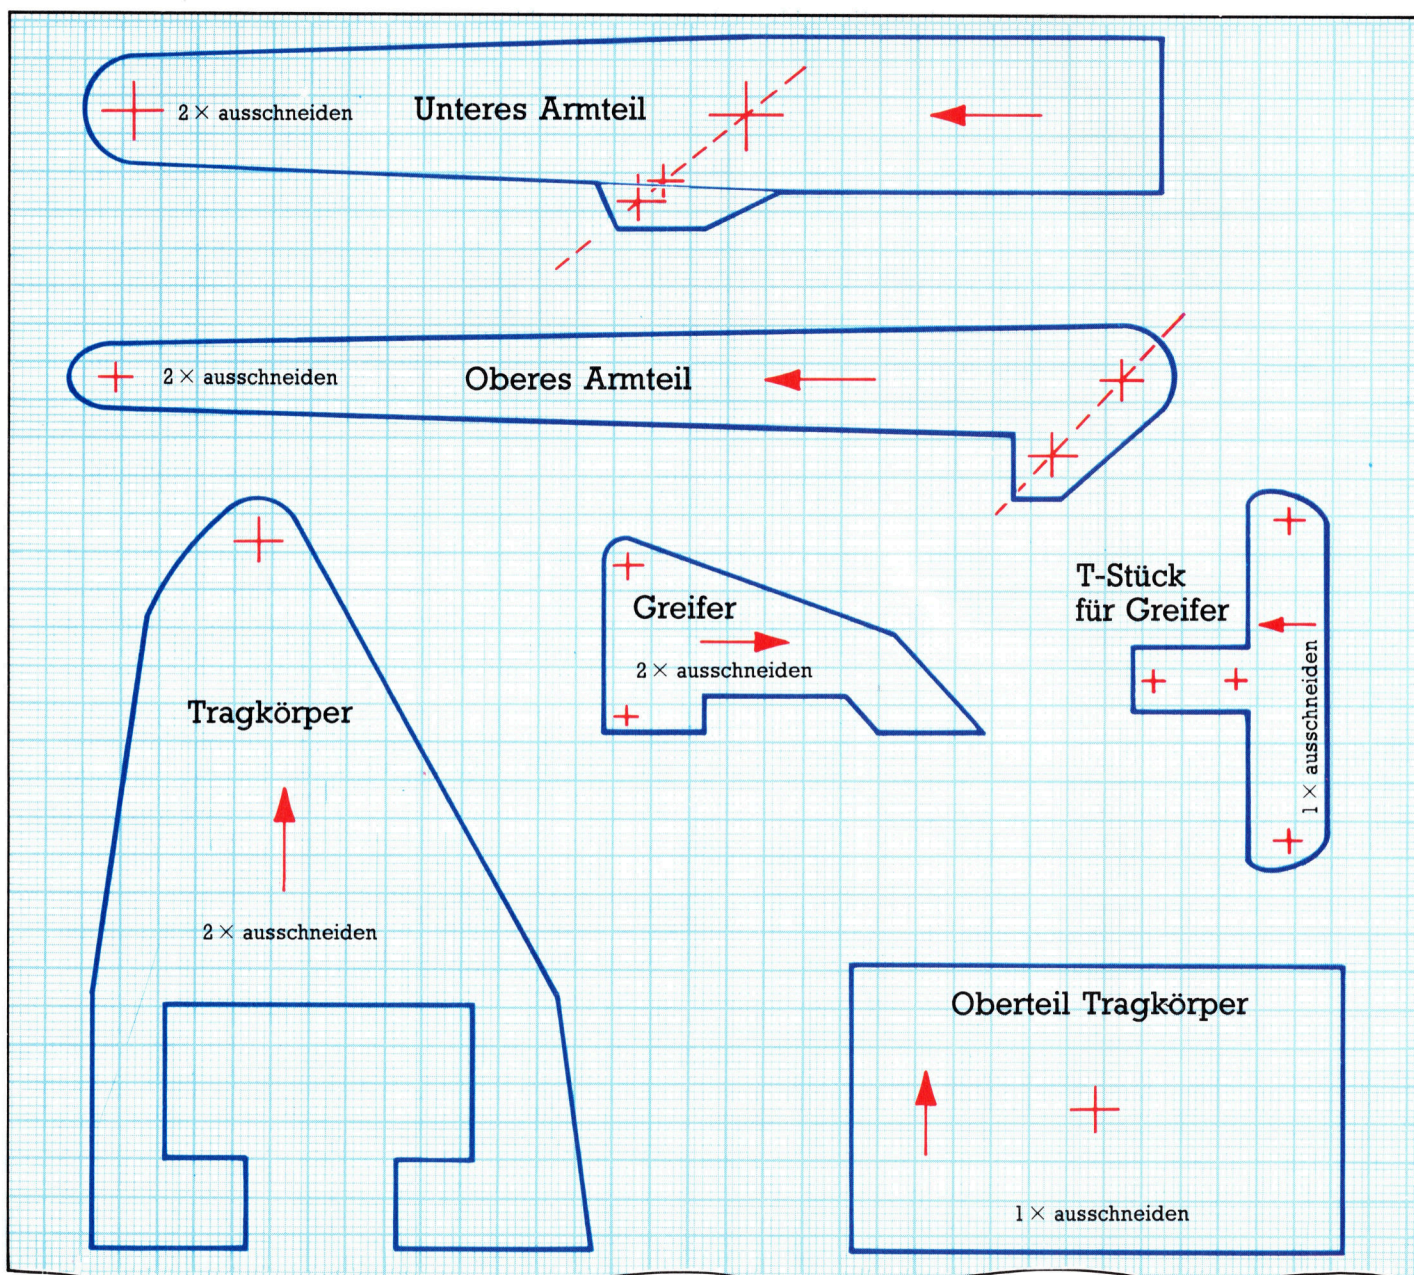 2 × ausschneiden
Unteres Armteil
2 × ausschneiden
Oberes Armteil
Greifer
2 × ausschneiden
T-Stück
für Greifer
1 × ausschneiden
Tragkörper
2 × ausschneiden
Oberteil Tragkörper
1 × ausschneiden